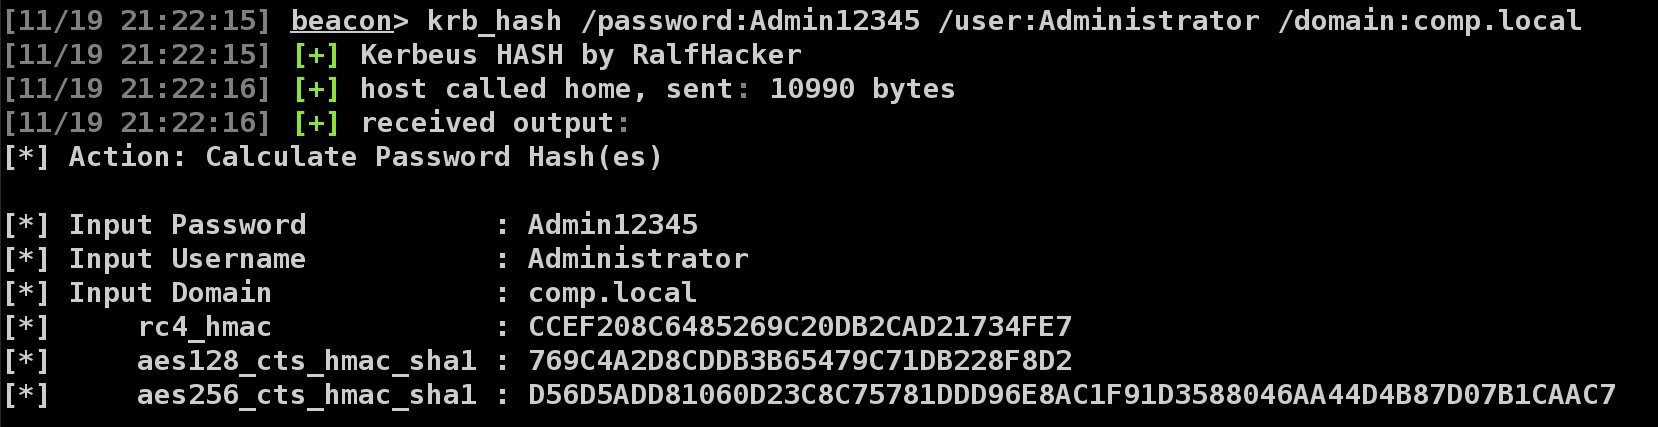 [11/19 21:22:15] beacon> krb_hash /password:Admin12345 /user:Administrator /domain:comp.local
[11/19 21:22:15] [+] Kerbeus HASH by RalfHacker
[11/19 21:22:16] [+] host called home, sent: 10990 bytes
[11/19 21:22:16] [+] received output:
[*] Action: Calculate Password Hash(es)
[*] Input Password : Admin12345
[*] Input Username : Administrator
[*] Input Domain : comp.local
[*] rc4_hmac : CCEF208C6485269C20DB2CAD21734FE7
[*] aes128_cts_hmac_sha1 : 769C4A2D8CDDB3B65479C71DB228F8D2
[*] aes256_cts_hmac_sha1 : D56D5ADD81060D23C8C75781DDD96E8AC1F91D3588046AA44D4B87D07B1CAAC7